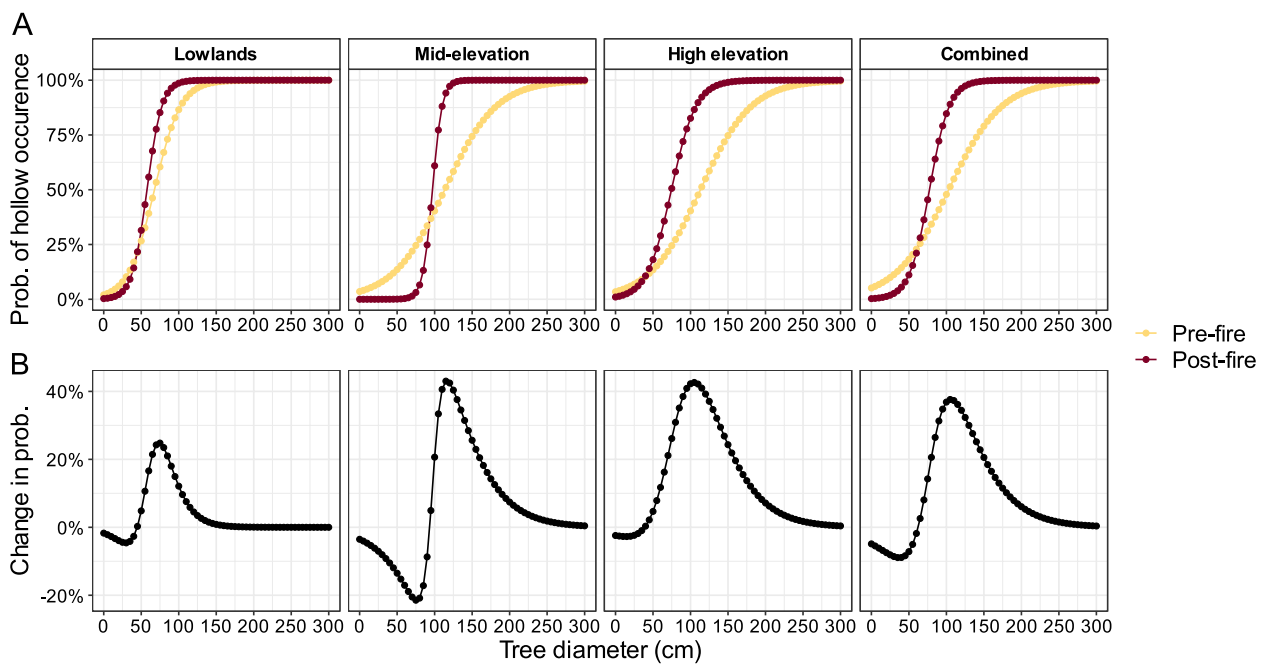 A
Lowlands Mid-elevation High elevation Combined
Prob. of hollow occurence
100%
75%
50%
25%
0%
0 50 100 150 200 250 300 0 50 100 150 200 250 300 0 50 100 150 200 250 300 0 50 100 150 200 250 300
Pre-fire
Post-fire
B
Change in prob.
40%
20%
0%
-20%
0 50 100 150 200 250 300 0 50 100 150 200 250 300 0 50 100 150 200 250 300 0 50 100 150 200 250 300
Tree diameter (cm)